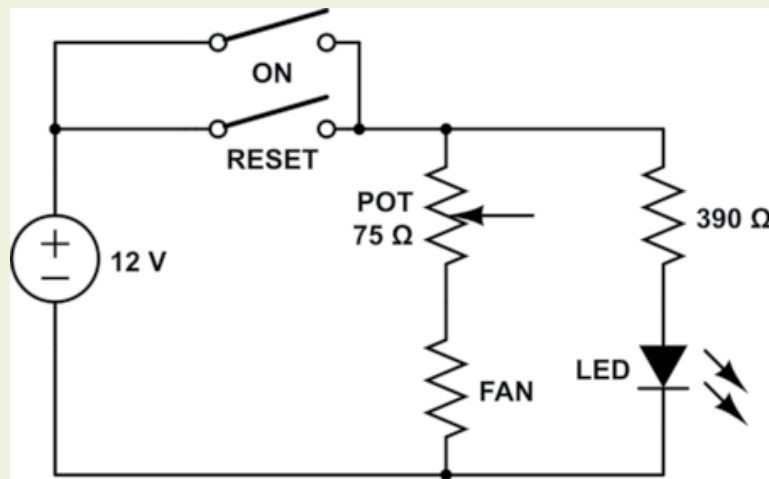 ON
RESET
POT
75 Ω
390 Ω
+
−
12 V
LED
FAN